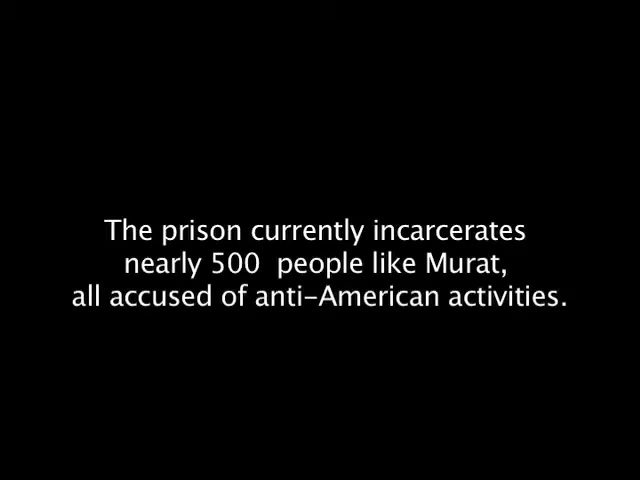 The prison currently incarcerates
nearly 500  people like Murat,
all accused of anti-American activities.